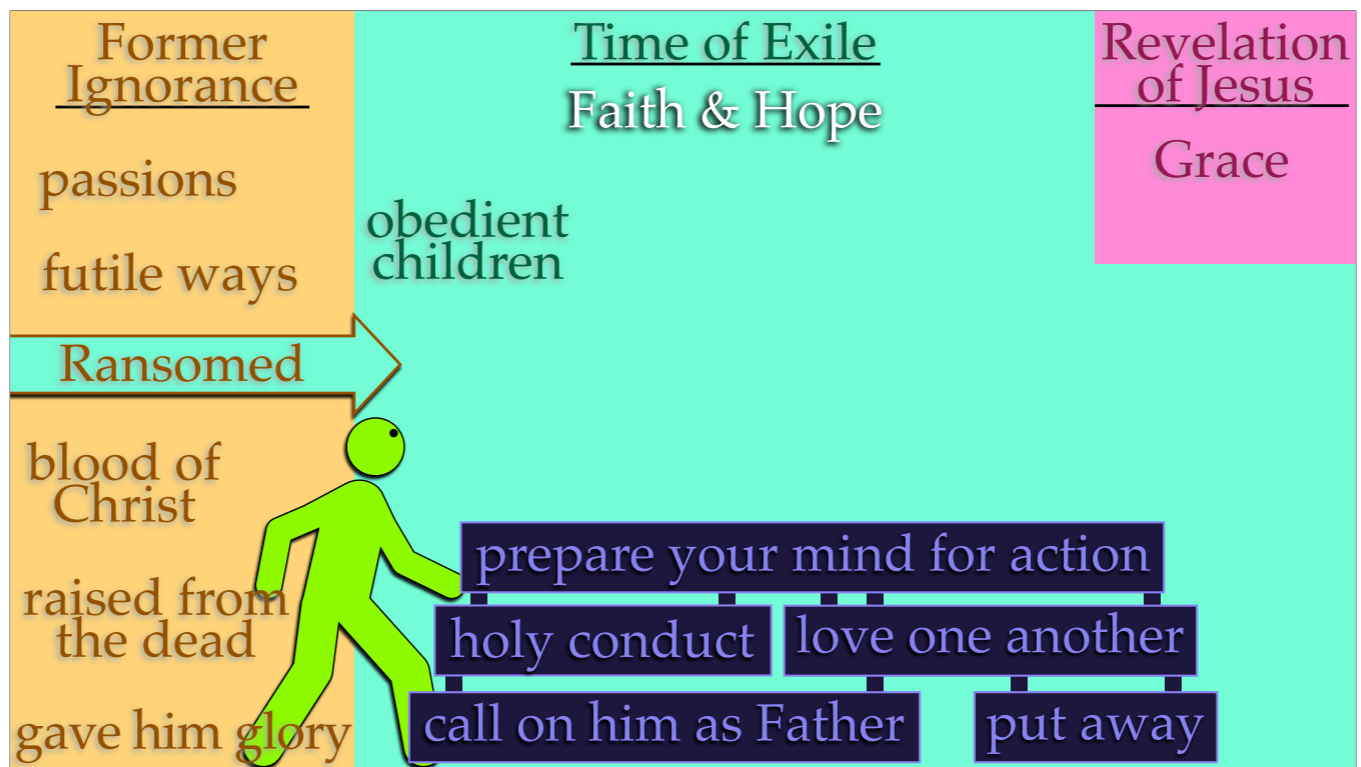 Former
Ignorance
passions
futile ways
Ransomed
blood of
Christ
raised from
the dead
gave him glory
Time of Exile
Faith & Hope
obedient
children
prepare your mind for action
holy conduct
love one another
call on him as Father
put away
Revelation
of Jesus
Grace